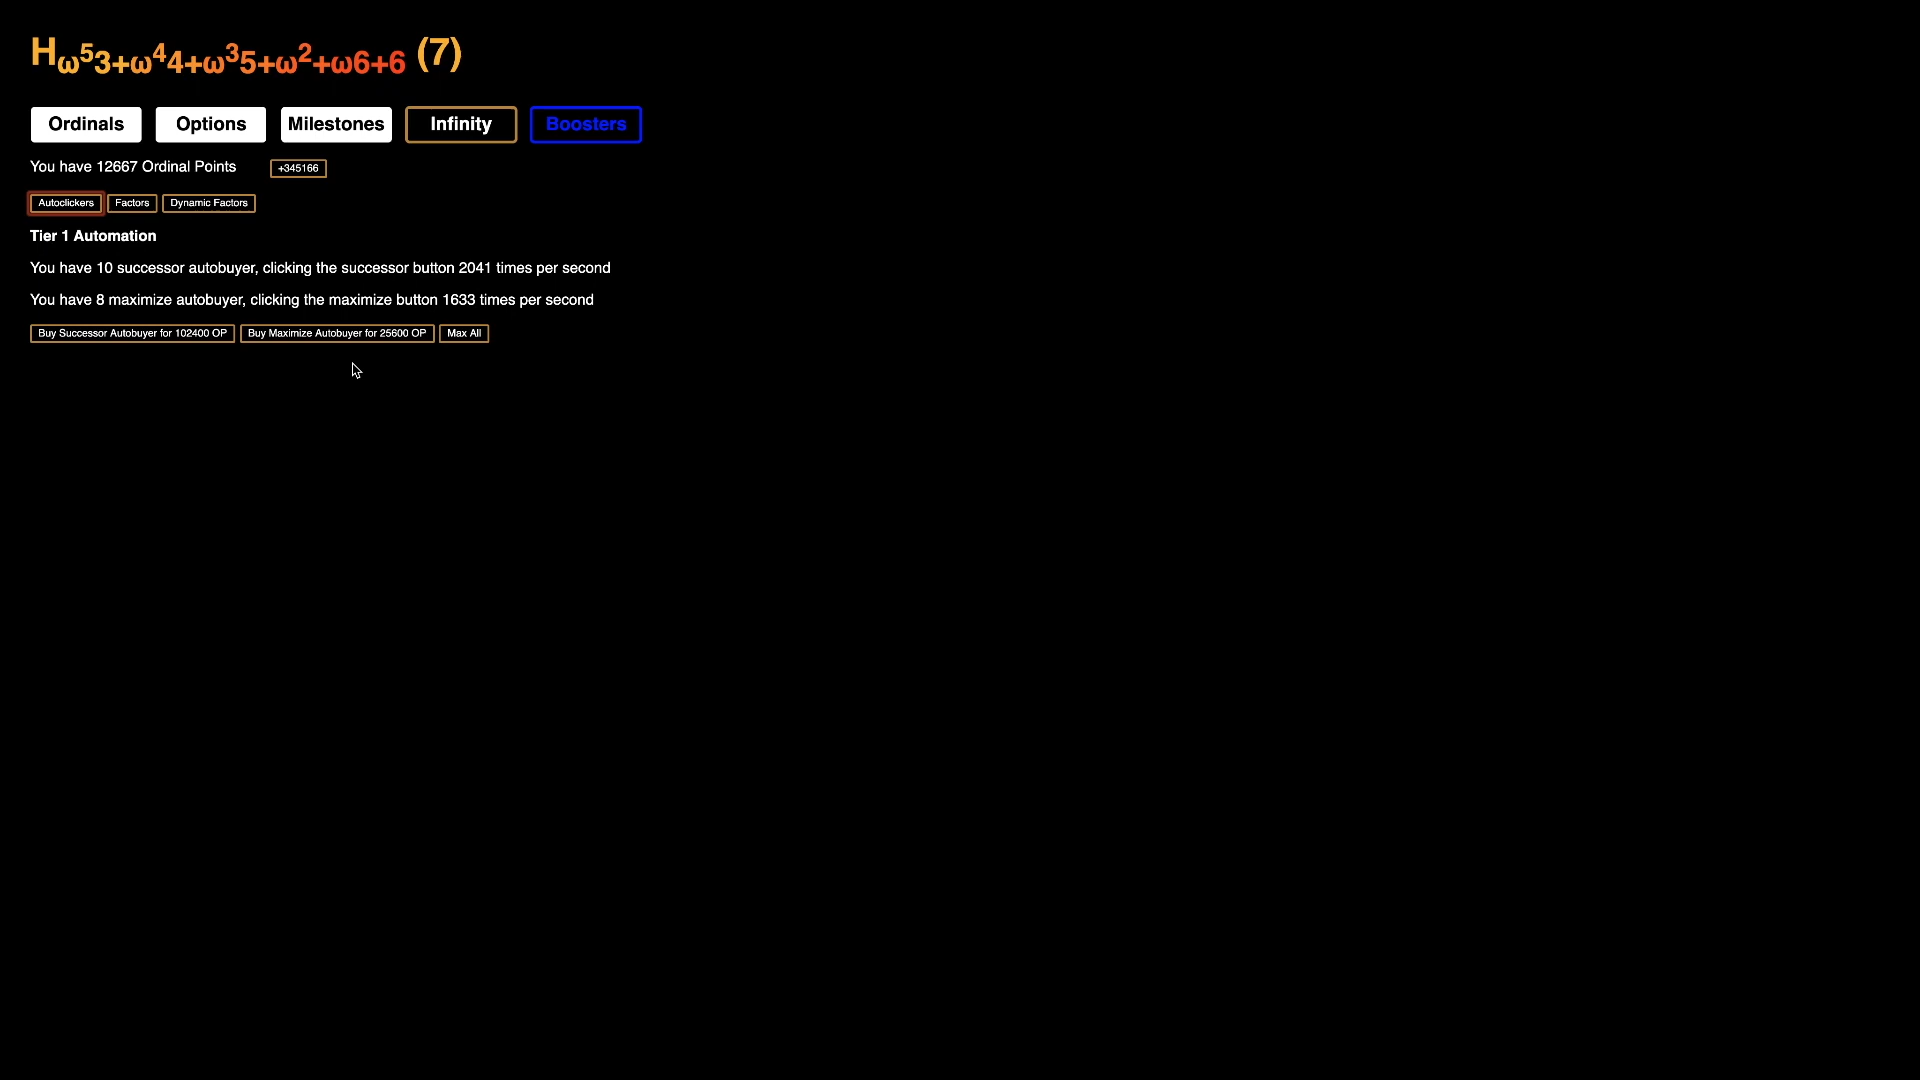 Hω⁵3+ω⁴4+ω³5+ω²+ω6+6 (7)
Ordinals Options Milestones Infinity Boosters
You have 12667 Ordinal Points +345166
Autoclickers Factors Dynamic Factors
Tier 1 Automation
You have 10 successor autobuyer, clicking the successor button 2041 times per second
You have 8 maximize autobuyer, clicking the maximize button 1633 times per second
Buy Successor Autobuyer for 102400 OP Buy Maximize Autobuyer for 25600 OP Max All